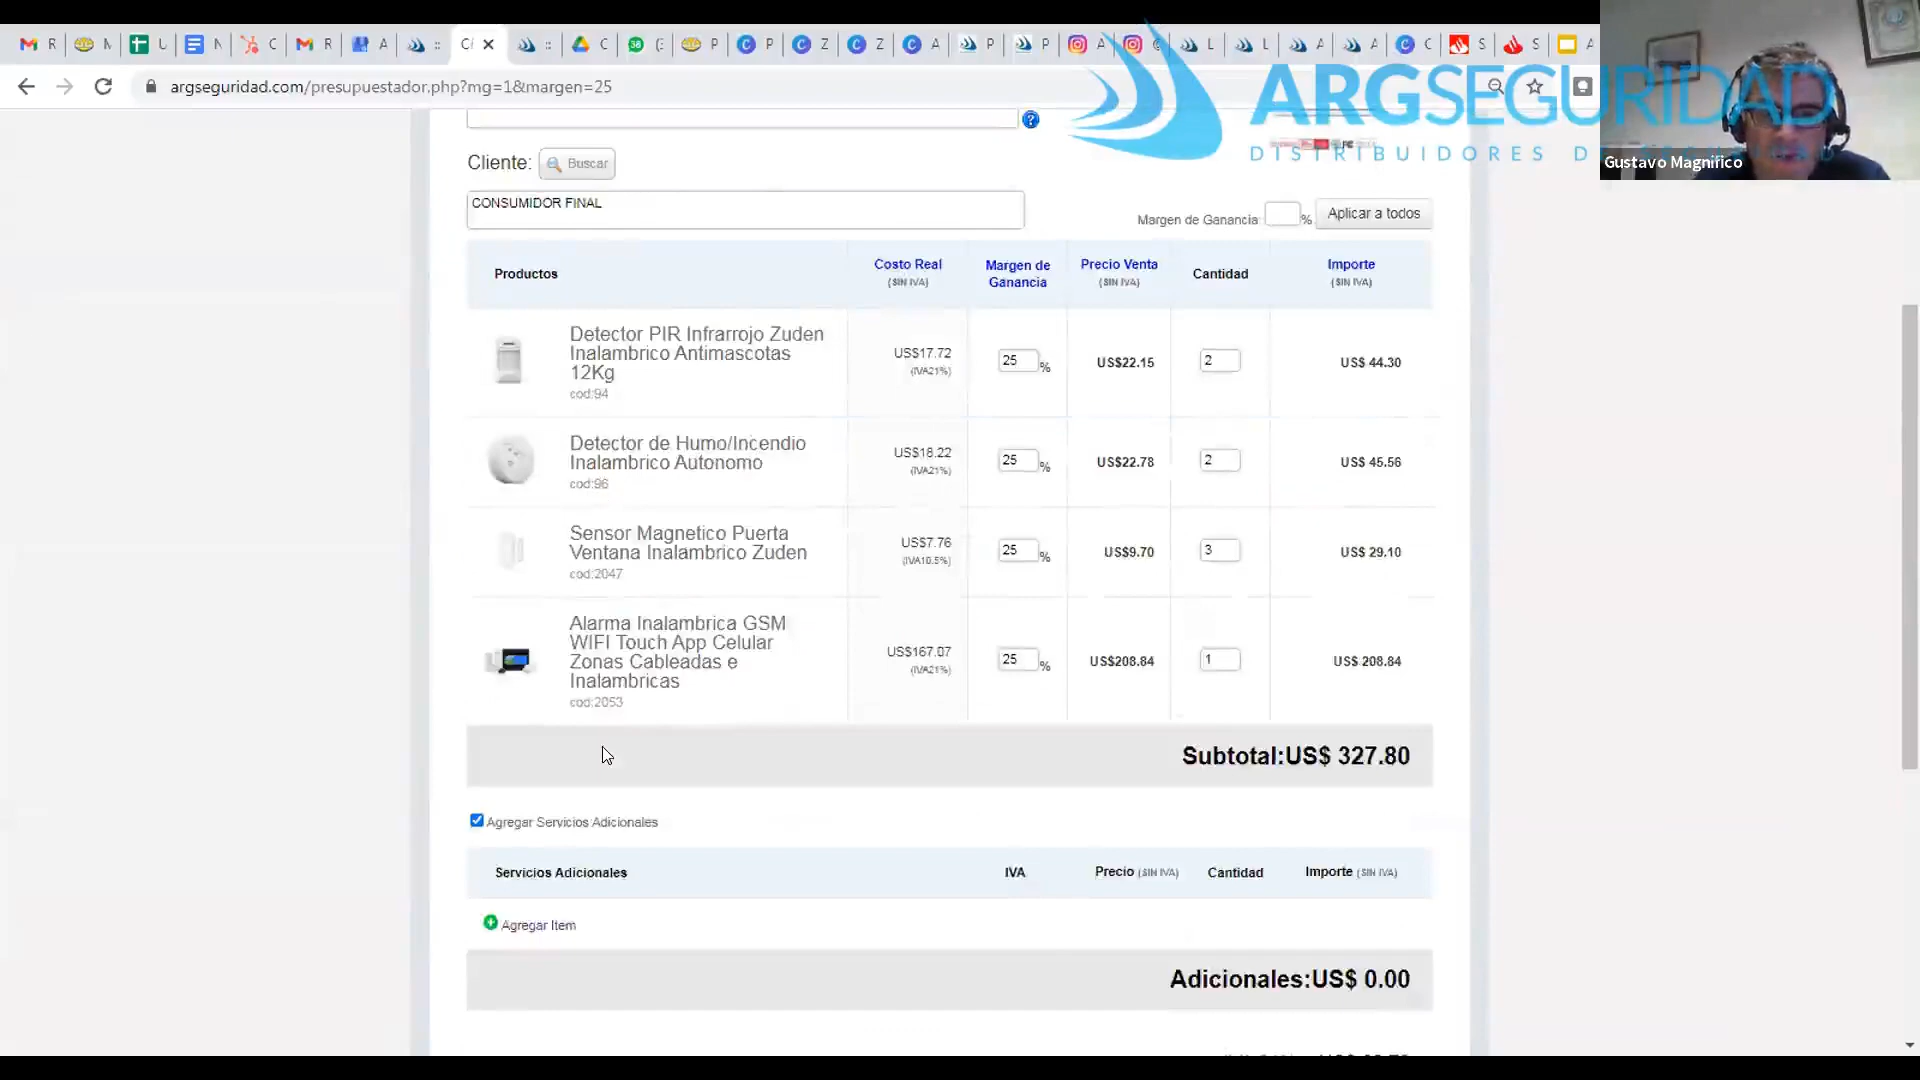 argseguridad.com/presupuestador.php?mg=1&margen=25
ARGSEGURIDAD
DISTRIBUIDORES D
Gustavo Magnifico
Cliente: Buscar
CONSUMIDOR FINAL
Margen de Ganancia % Aplicar a todos
Productos Costo Real (SIN IVA) Margen de Ganancia Precio Venta (SIN IVA) Cantidad Importe (SIN IVA)
Detector PIR Infrarrojo Zuden
Inalambrico Antimascotas
12Kg
cod:94
US$17.72
(IVA21%)
25 % US$22.15 2 US$ 44.30
Detector de Humo/Incendio
Inalambrico Autonomo
cod:96
US$18.22
(IVA21%)
25 % US$22.78 2 US$ 45.56
Sensor Magnetico Puerta
Ventana Inalambrico Zuden
cod:2047
US$7.76
(IVA10.5%)
25 % US$9.70 3 US$ 29.10
Alarma Inalambrica GSM
WIFI Touch App Celular
Zonas Cableadas e
Inalambricas
cod:2053
US$167.07
(IVA21%)
25 % US$208.84 1 US$ 208.84
Subtotal:US$ 327.80
Agregar Servicios Adicionales
Servicios Adicionales IVA Precio (SIN IVA) Cantidad Importe (SIN IVA)
Agregar Item
Adicionales:US$ 0.00